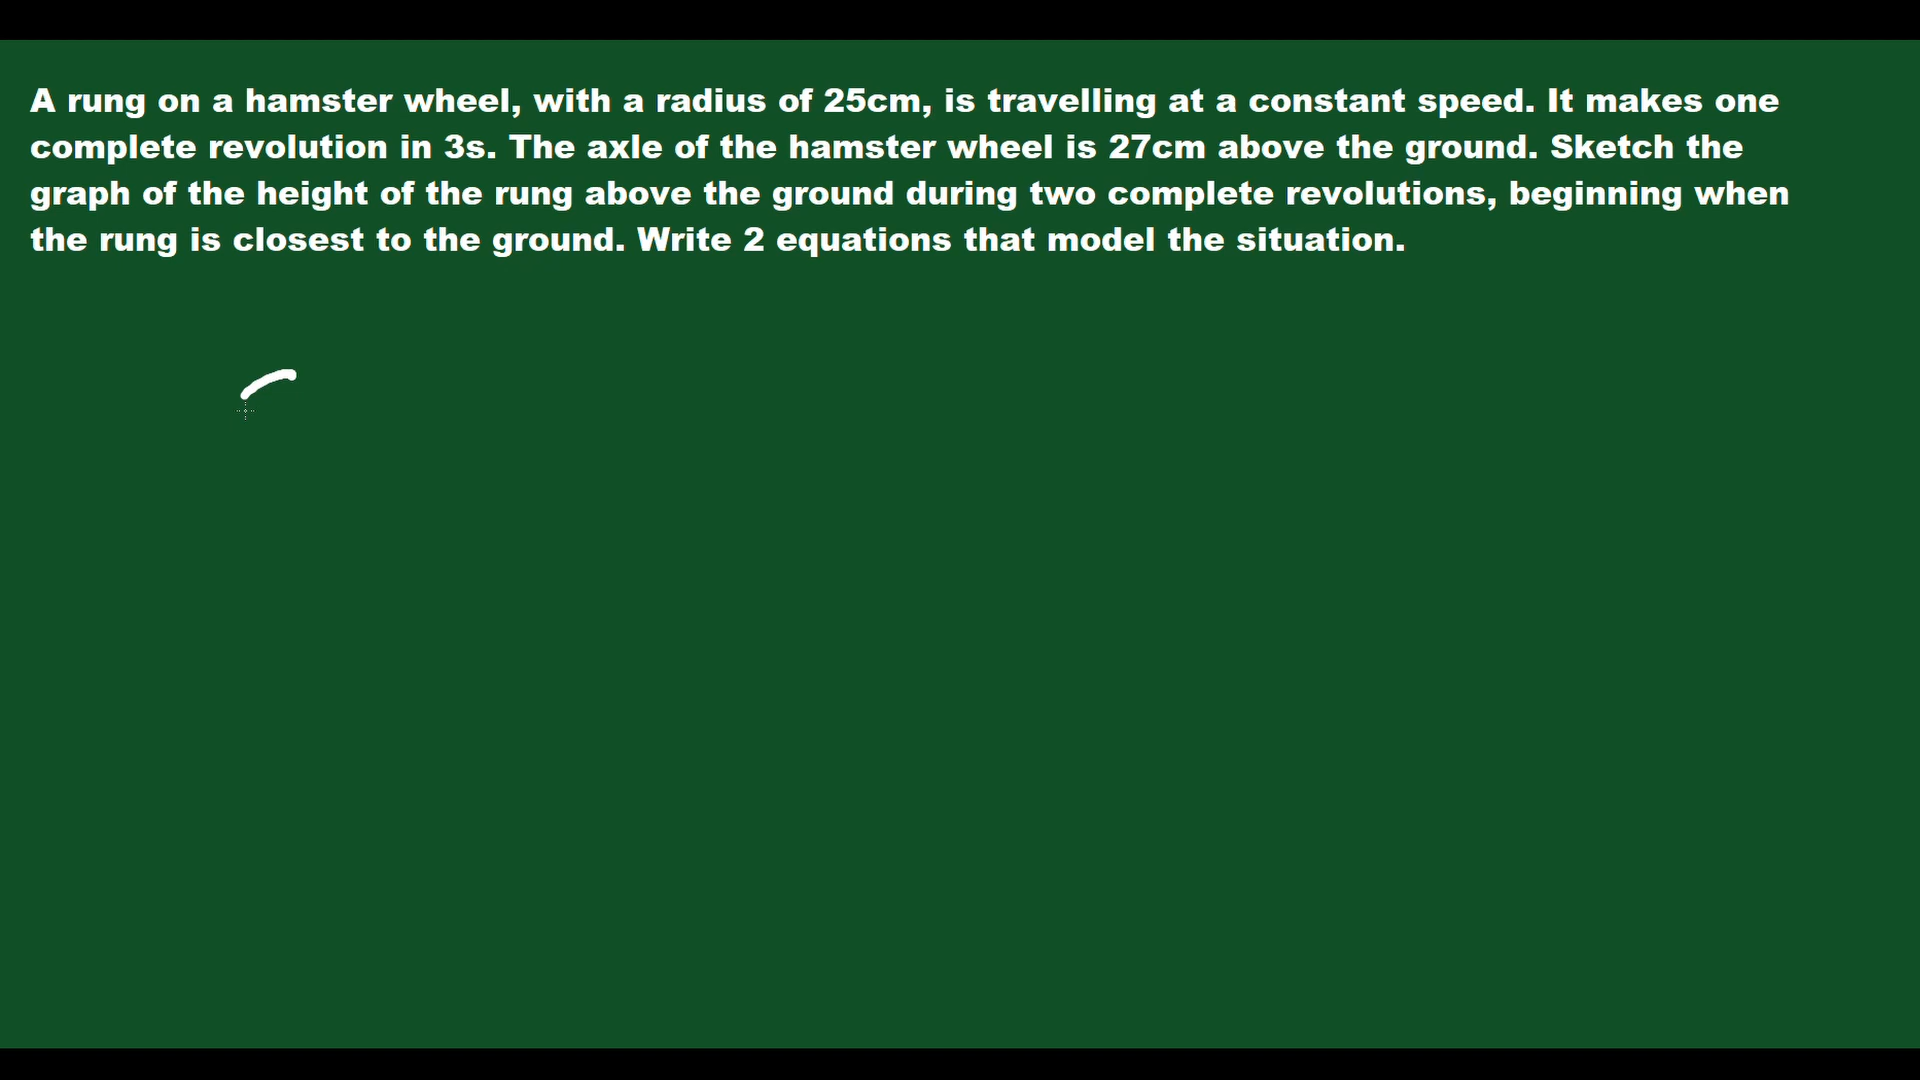 A rung on a hamster wheel, with a radius of 25cm, is travelling at a constant speed. It makes one
complete revolution in 3s. The axle of the hamster wheel is 27cm above the ground. Sketch the
graph of the height of the rung above the ground during two complete revolutions, beginning when
the rung is closest to the ground. Write 2 equations that model the situation.